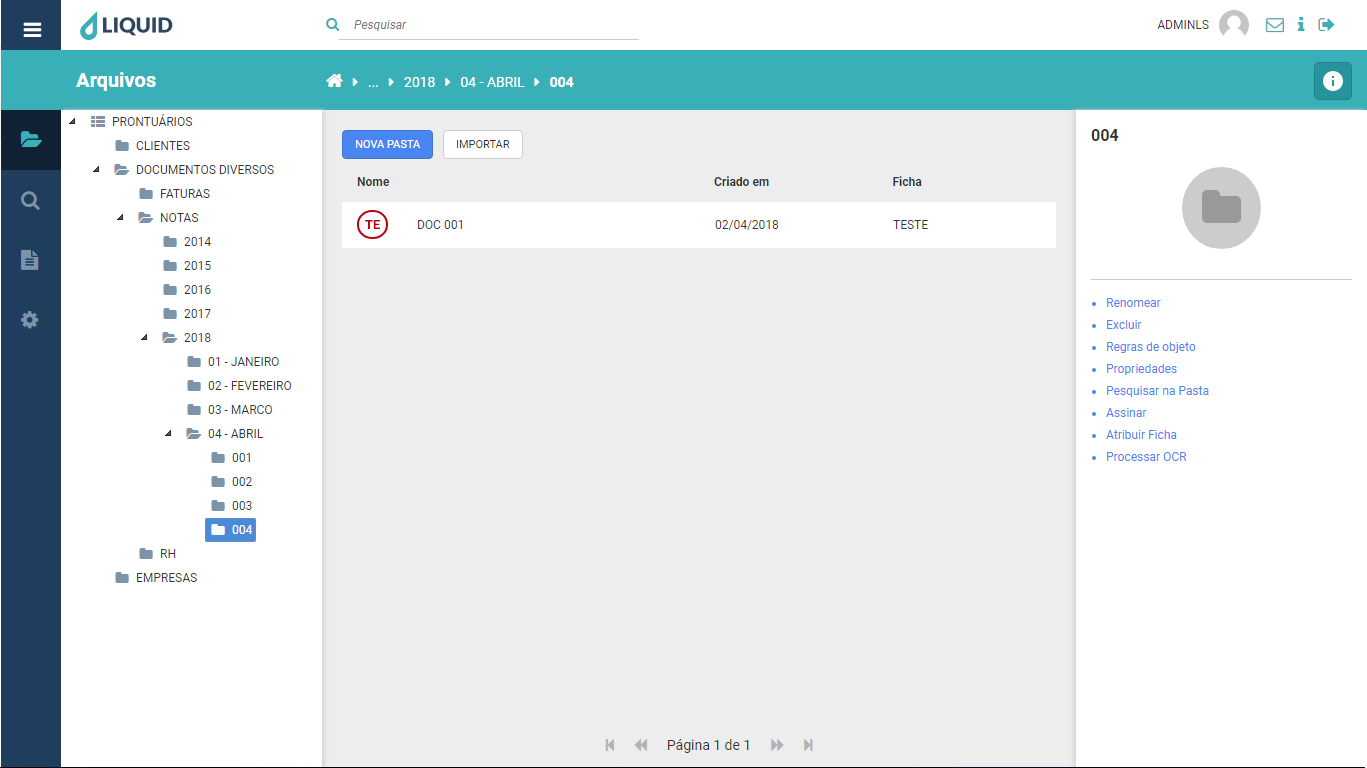 LIQUID
Pesquisar
ADMINLS
Arquivos
... 2018 04 - ABRIL 004
PRONTUÁRIOS
CLIENTES
DOCUMENTOS DIVERSOS
FATURAS
NOTAS
2014
2015
2016
2017
2018
01 - JANEIRO
02 - FEVEREIRO
03 - MARCO
04 - ABRIL
001
002
003
004
RH
EMPRESAS
NOVA PASTA IMPORTAR
Nome Criado em Ficha
TE DOC 001 02/04/2018 TESTE
Página 1 de 1
004
Renomear
Excluir
Regras de objeto
Propriedades
Pesquisar na Pasta
Assinar
Atribuir Ficha
Processar OCR